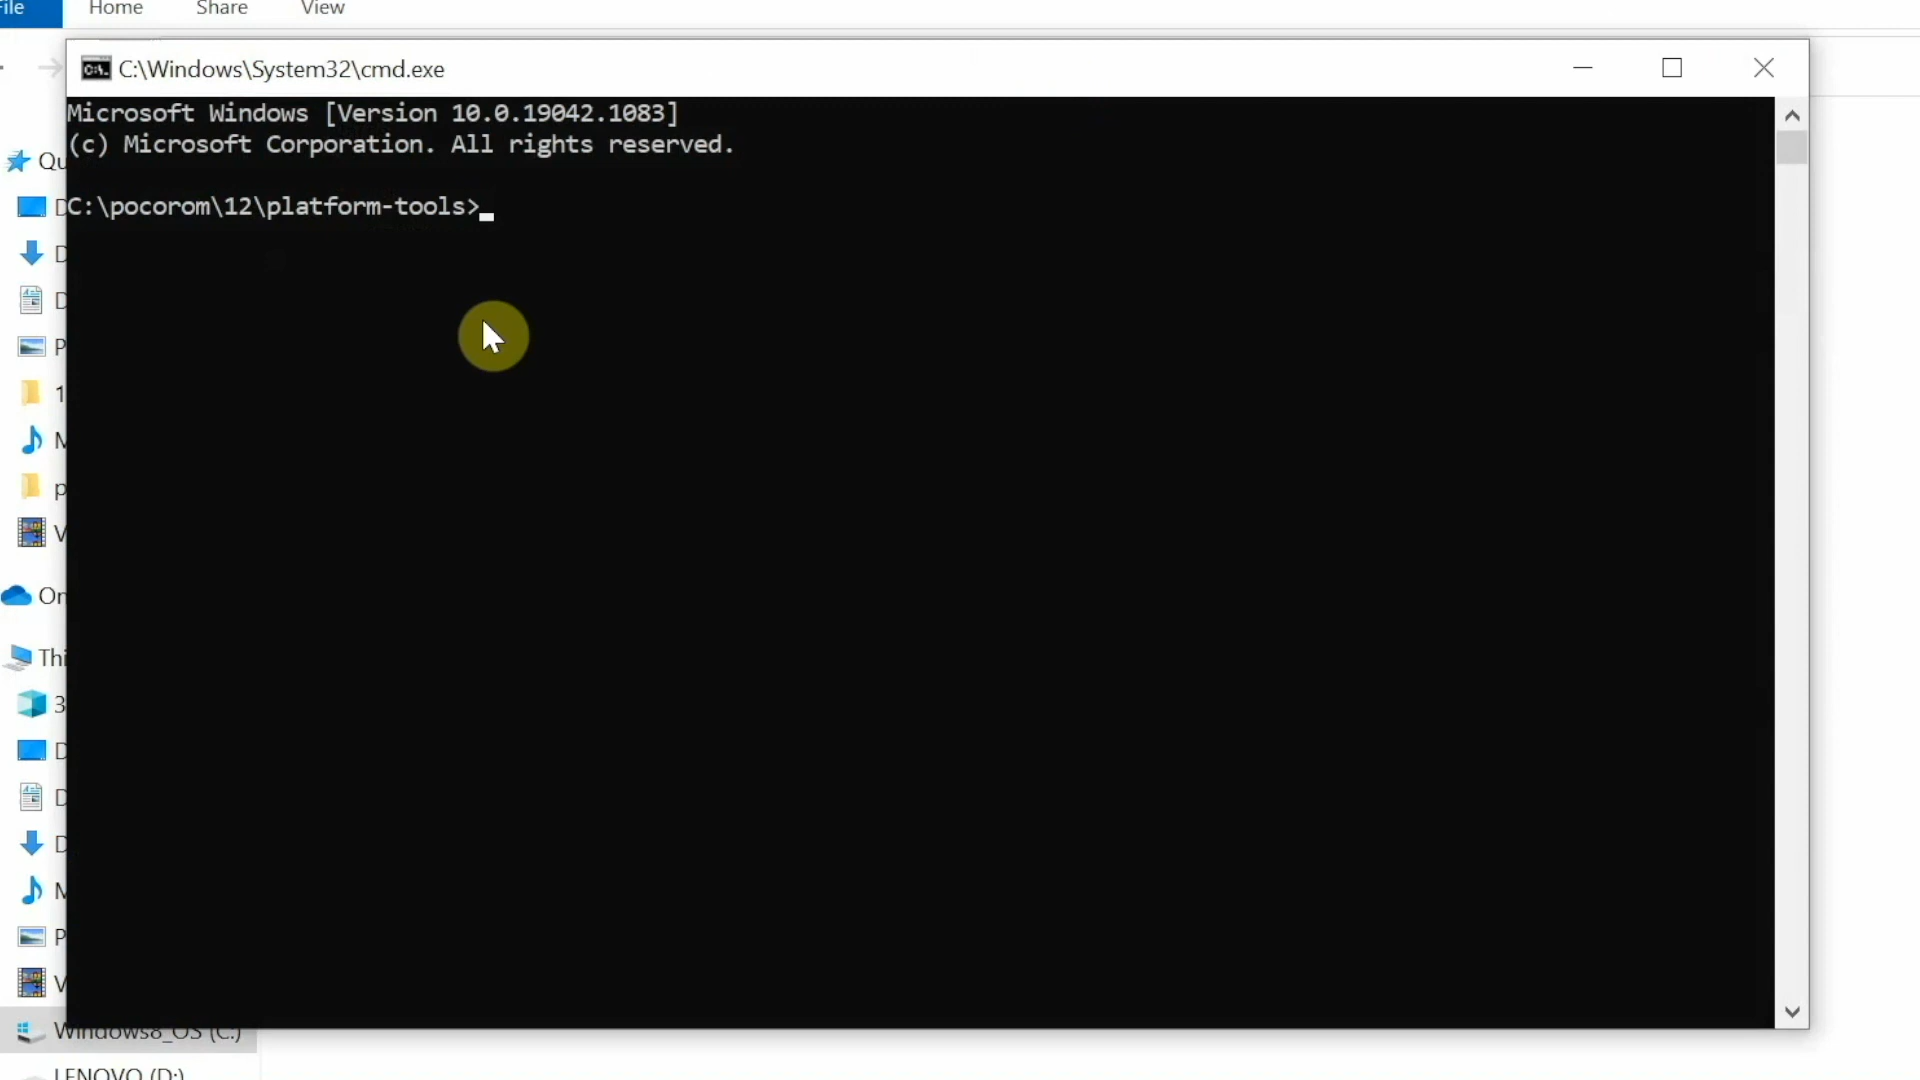 File Home Share View
C:\Windows\System32\cmd.exe
Microsoft Windows [Version 10.0.19042.1083]
(c) Microsoft Corporation. All rights reserved.
C:\pocorom\12\platform-tools>
Qu
D
D
D
P
1
M
p
V
On
Thi
3
D
D
D
M
P
V
Windows8_OS (C:)
LENOVO (D:)